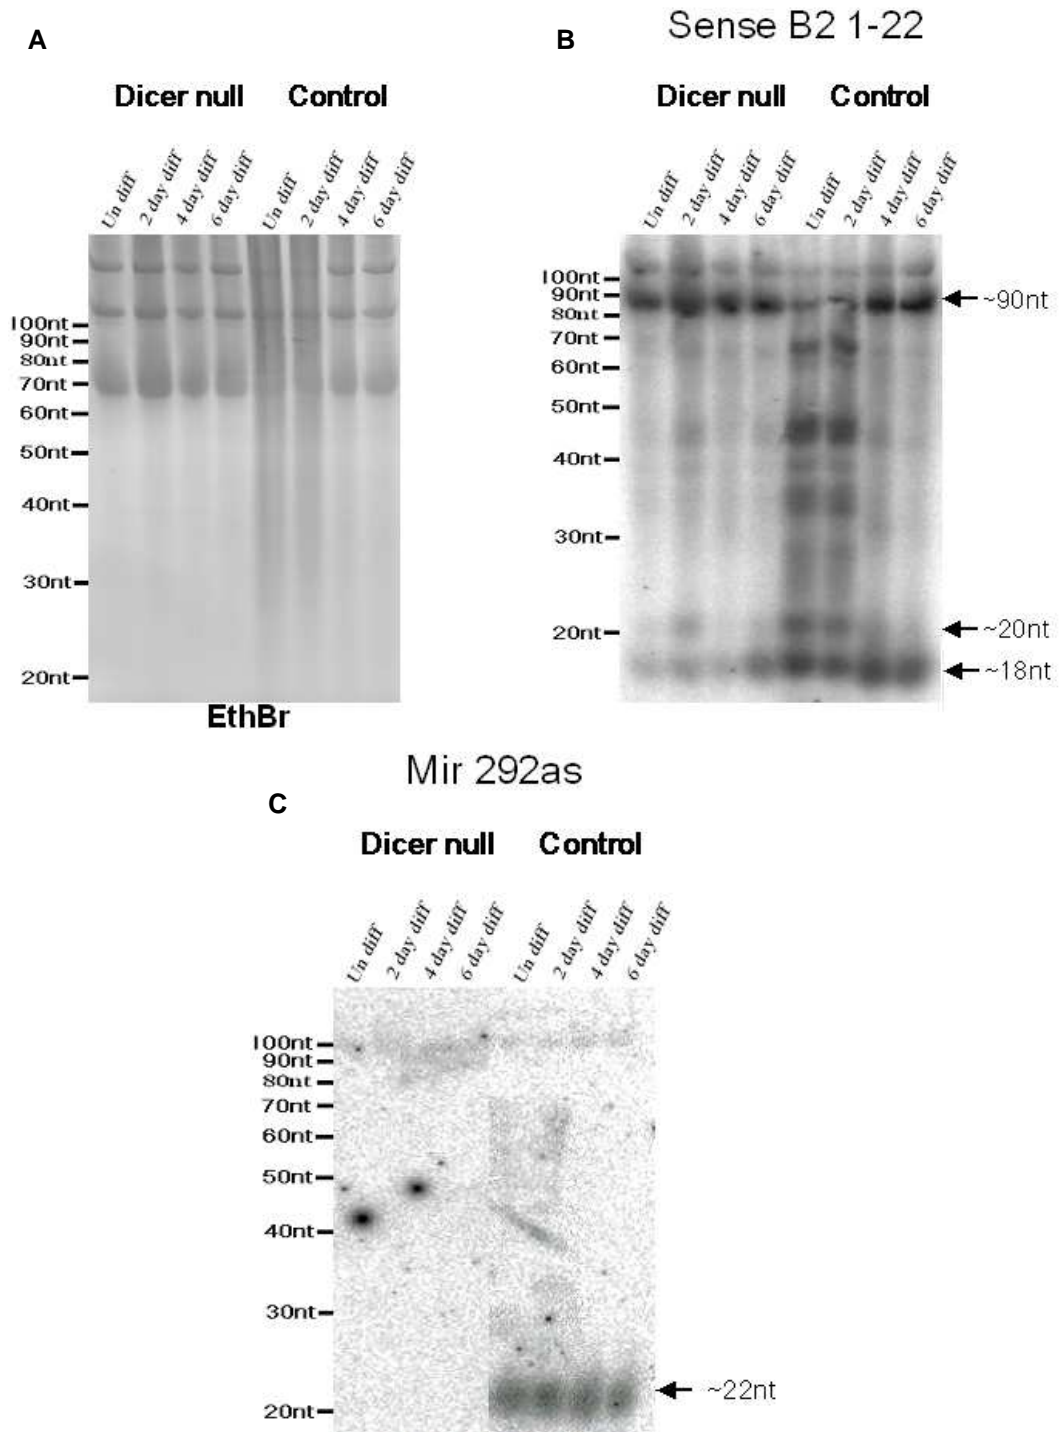 A
Dicer null Control
Un diff 2 day diff 4 day diff 6 day diff Un diff 2 day diff 4 day diff 6 day diff
100nt
90nt
80nt
70nt
60nt
50nt
40nt
30nt
20nt
EthBr
B
Sense B2 1-22
Dicer null Control
Un diff 2 day diff 4 day diff 6 day diff Un diff 2 day diff 4 day diff 6 day diff
100nt
90nt
80nt
70nt
60nt
50nt
40nt
30nt
20nt
~90nt
~20nt
~18nt
Mir 292as
C
Dicer null Control
Un diff 2 day diff 4 day diff 6 day diff Un diff 2 day diff 4 day diff 6 day diff
100nt
90nt
80nt
70nt
60nt
50nt
40nt
30nt
20nt
~22nt